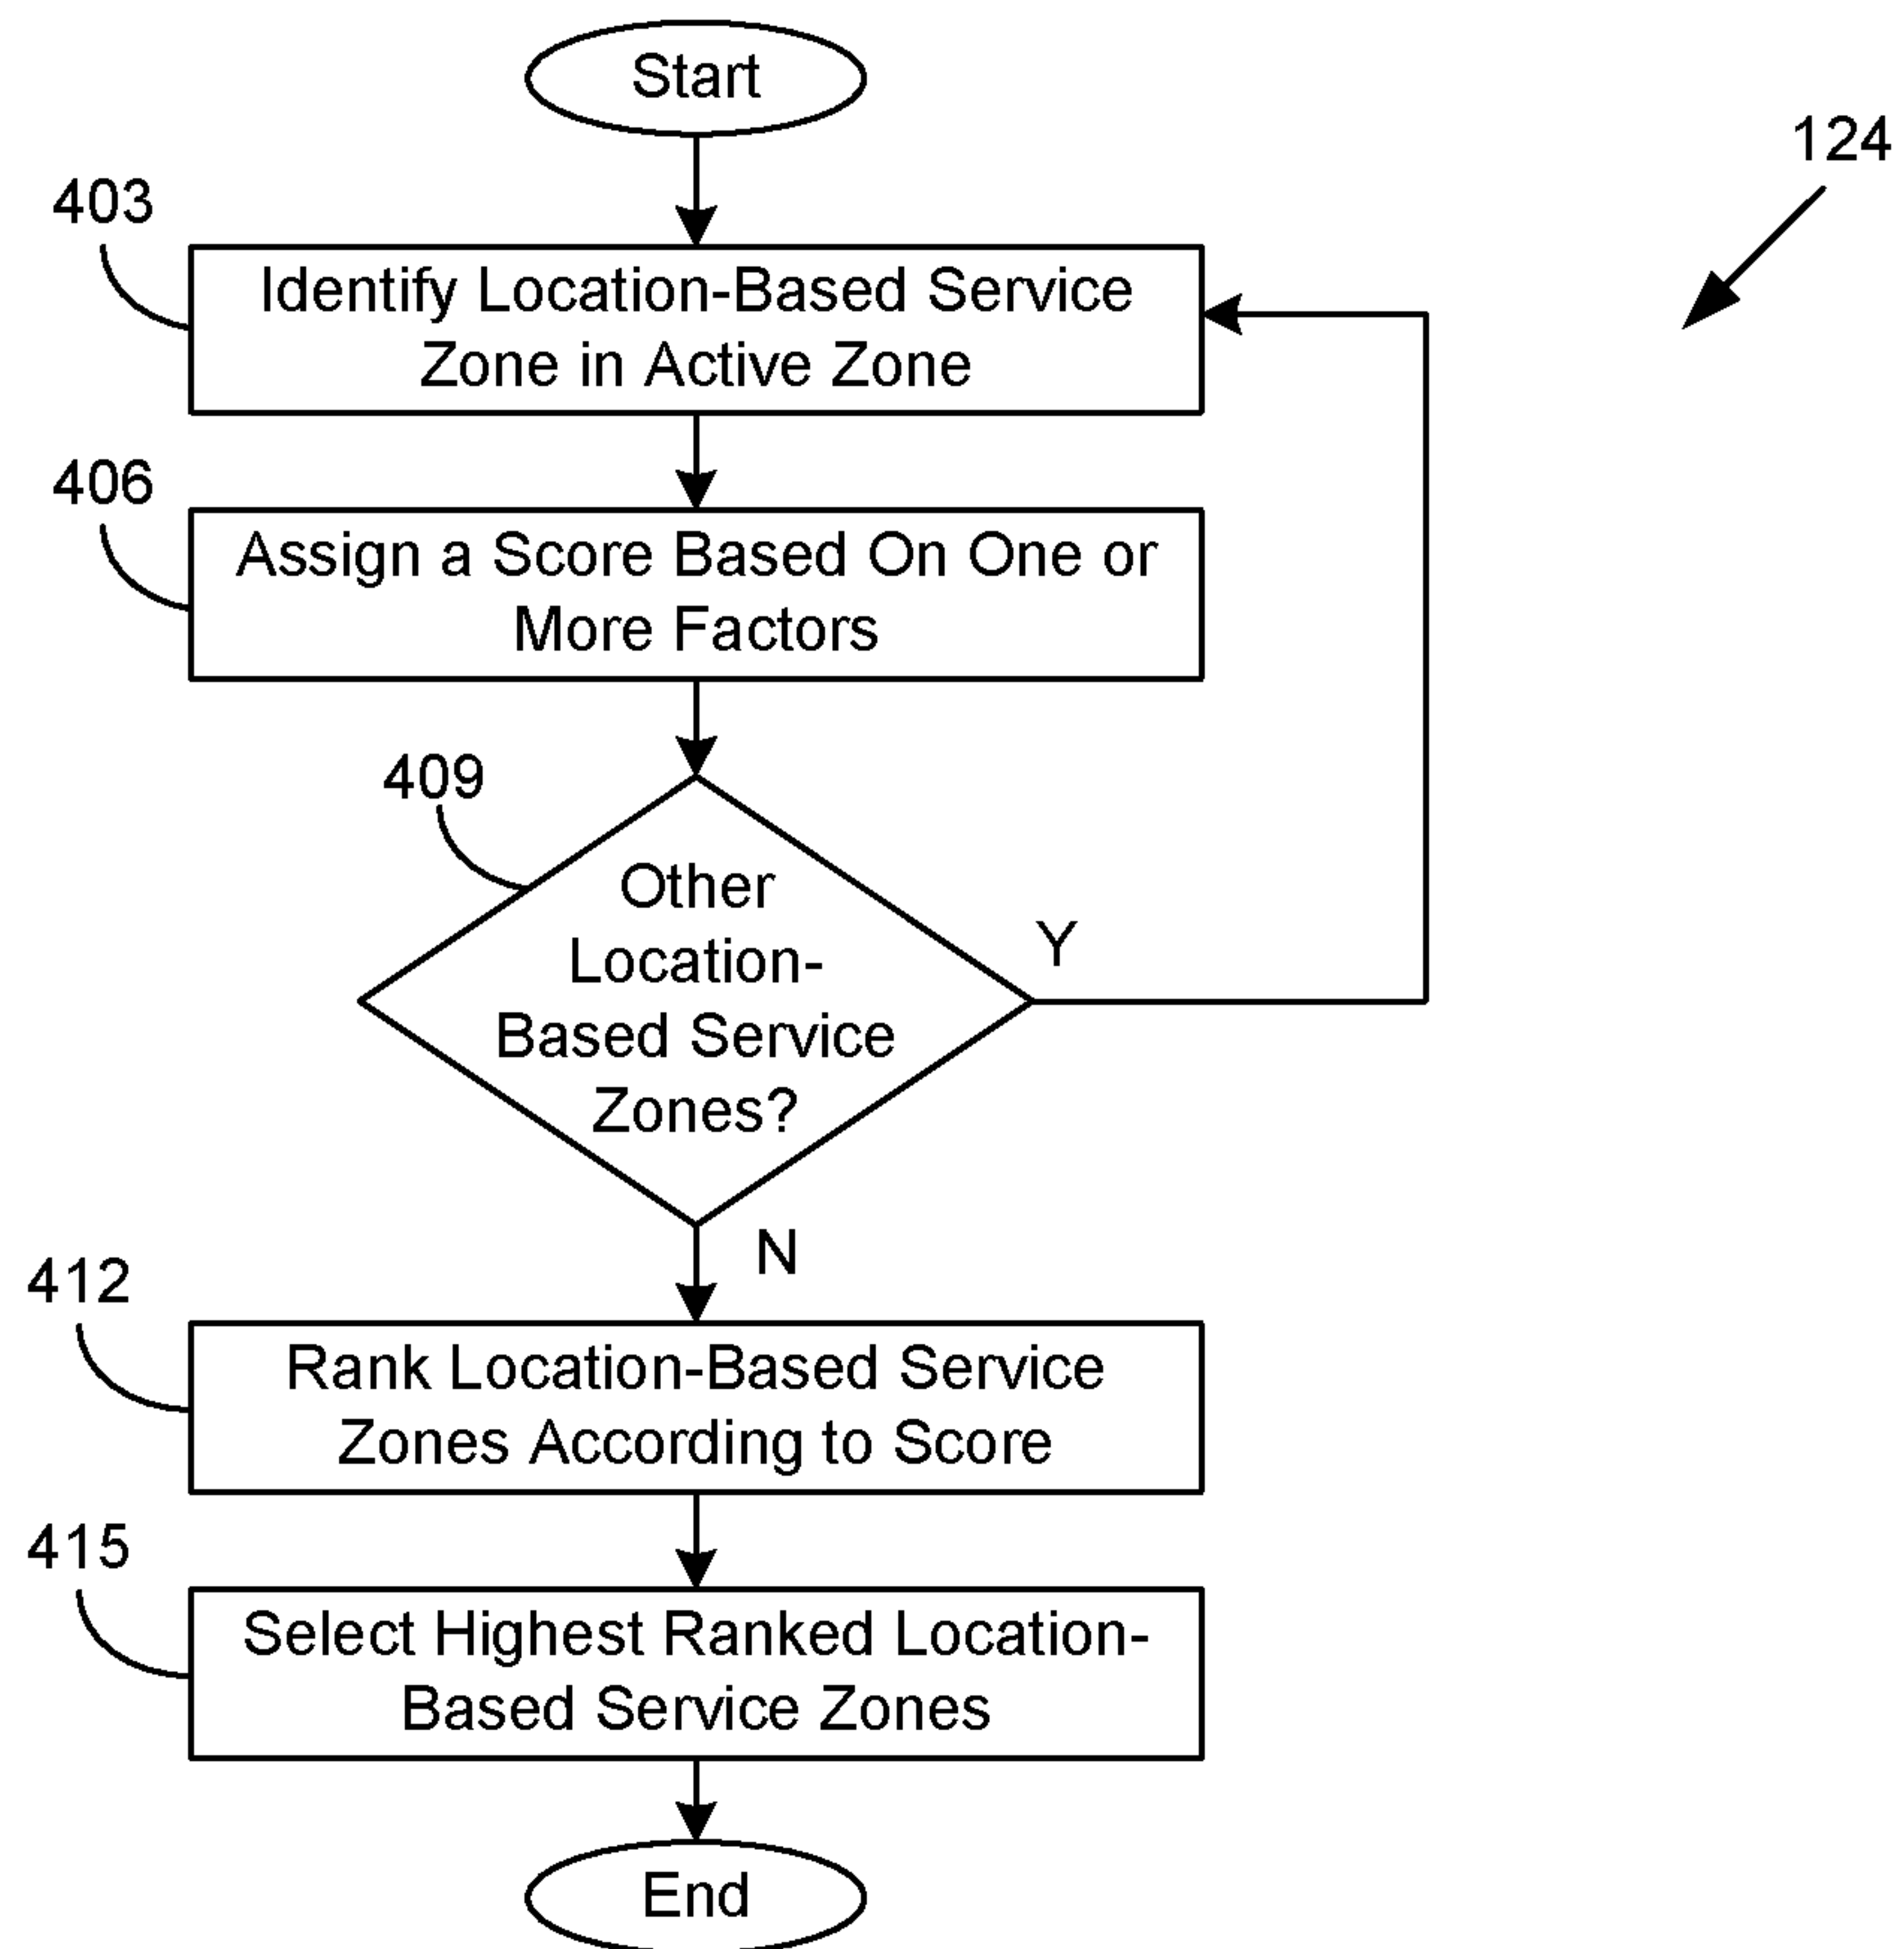 Start
124
403
Identify Location-Based Service
Zone in Active Zone
406
Assign a Score Based On One or
More Factors
409
Other
Location-
Based Service
Zones?
Y
N
412
Rank Location-Based Service
Zones According to Score
415
Select Highest Ranked Location-
Based Service Zones
End